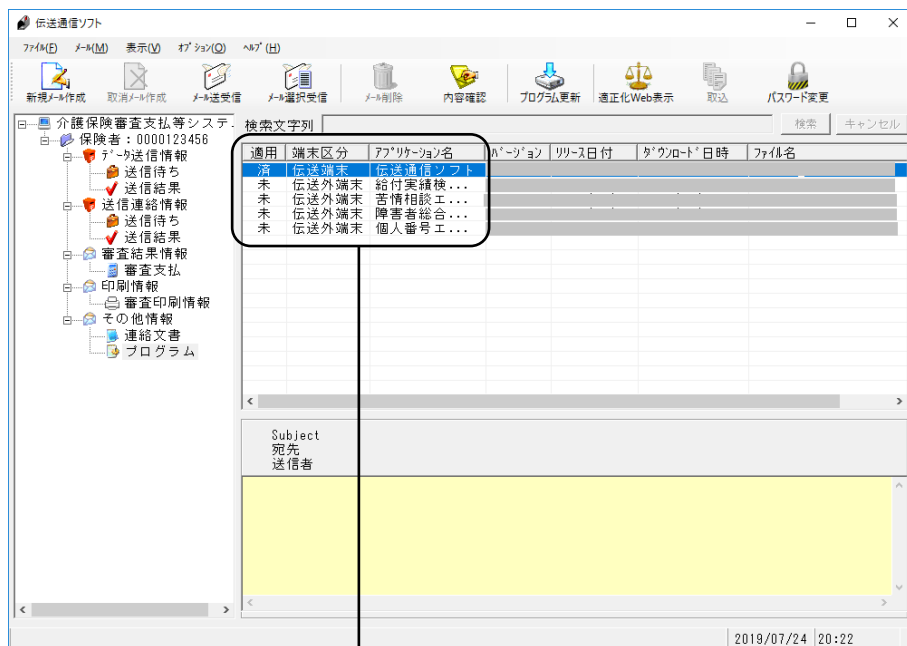 伝送通信ソフト
ﾌｧｲﾙ(F) ﾒｰﾙ(M) 表示(V) ｵﾌﾟｼｮﾝ(O) ﾍﾙﾌﾟ(H)
新規ﾒｰﾙ作成 取消ﾒｰﾙ作成 ﾒｰﾙ送受信 ﾒｰﾙ選択受信 ﾒｰﾙ削除 内容確認 ﾌﾟﾛｸﾞﾗﾑ更新 適正化Web表示 取込 ﾊﾟｽﾜｰﾄﾞ変更
介護保険審査支払等システ.
保険者：0000123456
ﾃﾞｰﾀ送信情報
送信待ち
送信結果
送信連絡情報
送信待ち
送信結果
審査結果情報
審査支払
印刷情報
審査印刷情報
その他情報
連絡文書
プログラム
検索文字列 検索 キャンセル
適用 端末区分 ｱﾌﾟﾘｹｰｼｮﾝ名 ﾊﾞｰｼﾞｮﾝ ﾘﾘｰｽ日付 ﾀﾞｳﾝﾛｰﾄﾞ日時 ﾌｧｲﾙ名
済 伝送端末 伝送通信ソフト
未 伝送外端末 給付実績検...
未 伝送外端末 苦情相談エ...
未 伝送外端末 障害者総合...
未 伝送外端末 個人番号エ...
Subject
宛先
送信者
2019/07/24 20:22